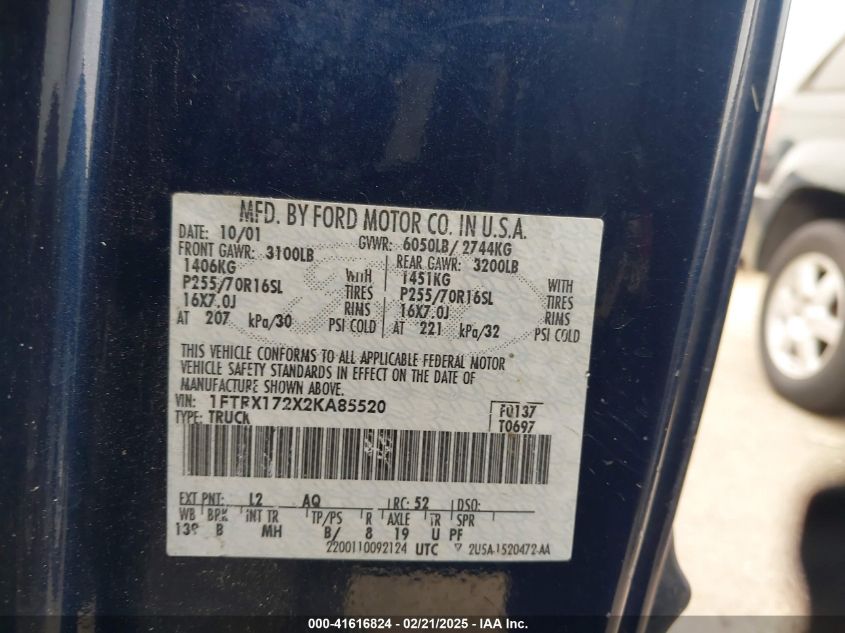 MFD. BY FORD MOTOR CO. IN U.S.A.
DATE: 10/01 GVWR: 6050LB/ 2744KG
FRONT GAWR: 3100LB REAR GAWR: 3200LB
1406KG WITH 1451KG WITH
P255/70R16SL TIRES P255/70R16SL TIRES
16X7.0J RIMS 16X7.0J RIMS
AT 207 kPa/30 PSI COLD AT 221 kPa/32 PSI COLD
THIS VEHICLE CONFORMS TO ALL APPLICABLE FEDERAL MOTOR
VEHICLE SAFETY STANDARDS IN EFFECT ON THE DATE OF
MANUFACTURE SHOWN ABOVE.
VIN: 1FTRX172X2KA85520 F0137
TYPE: TRUCK T0697
EXT PNT: L2 AQ RC: 52 DSO:
WB BRK INT TR TP/PS R AXLE TR SPR
139 B MH B/ 8 19 U PF
2200110092124 UTC 2U5A-1520472-AA
000-41616824 / 02/21/2025 / Copyright IAA, Inc.